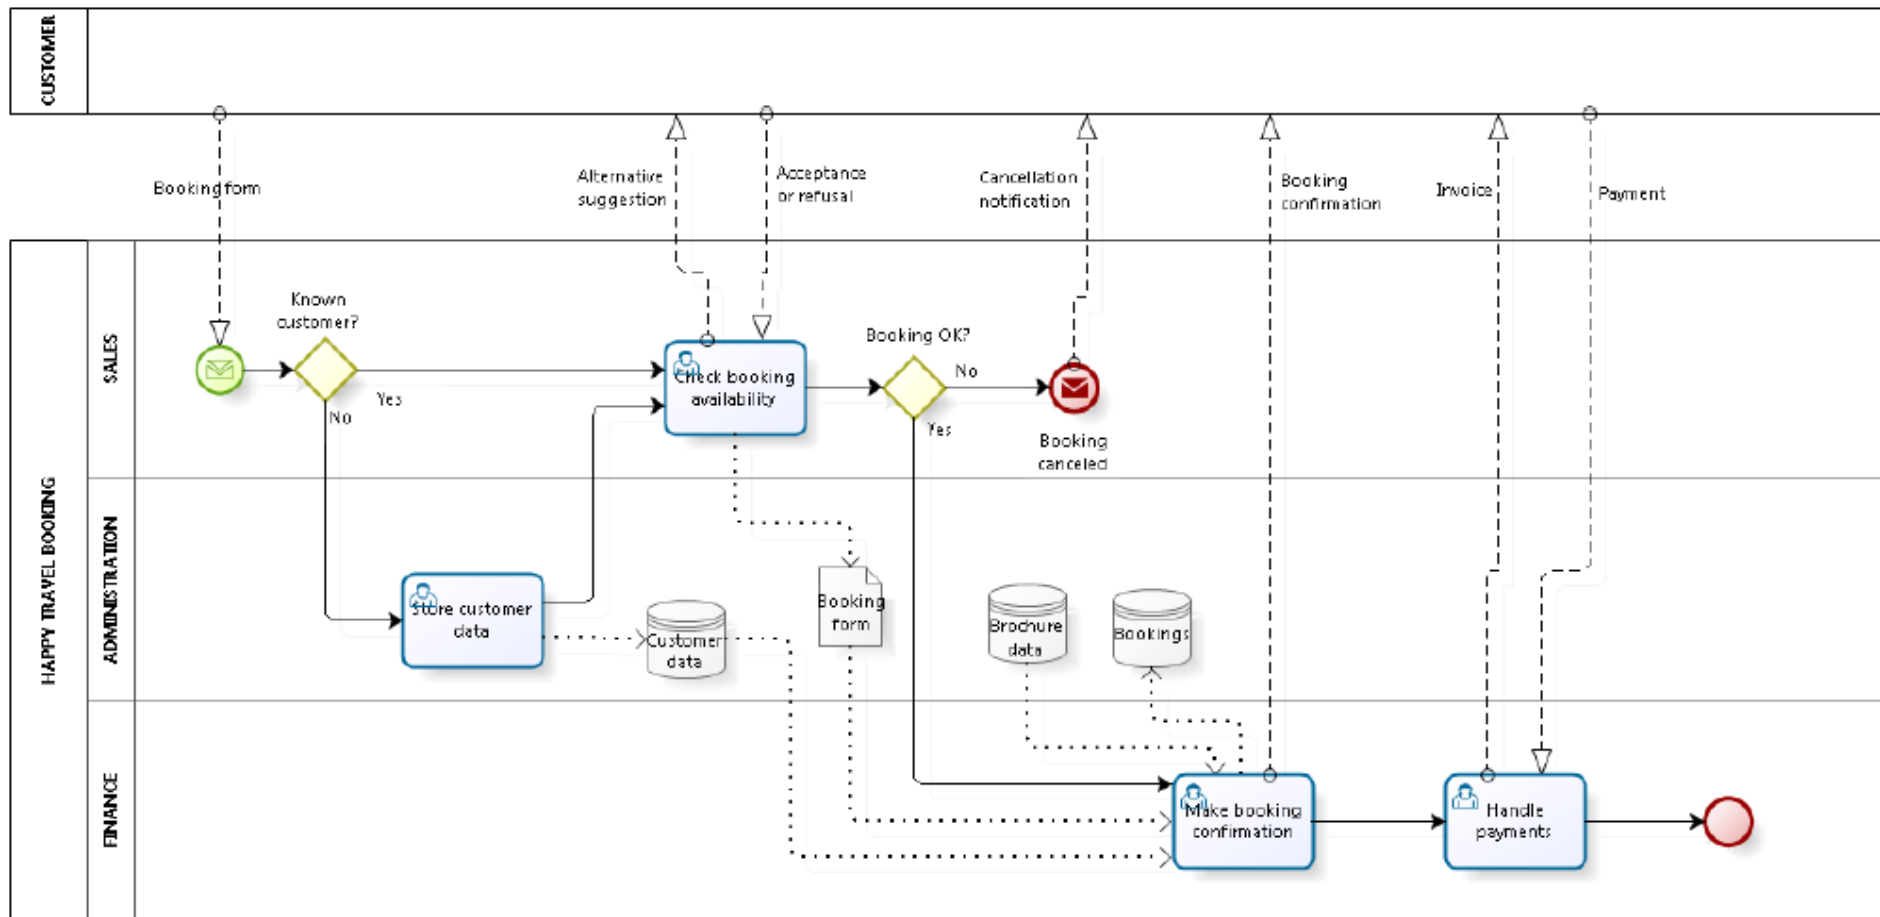 CUSTOMER
Booking form
Alternative
suggestion
Acceptance
or refusal
Cancellation
notification
Booking
confirmation
Invoice
Payment
HAPPY TRAVEL BOOKING
SALES
Known
customer?
Yes
No
Check booking
availability
Booking OK?
No
Yes
Booking
canceled
ADMINISTRATION
Store customer
data
Customer
data
Booking
form
Brochure
data
Bookings
FINANCE
Make booking
confirmation
Handle
payments